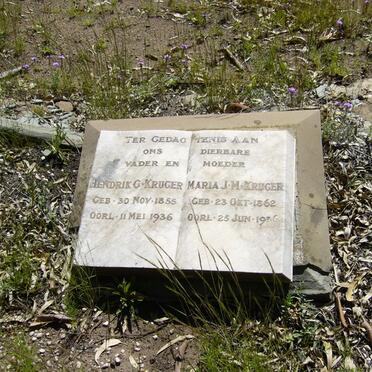 TER GEDAGTENIS AAN
ONS DIERBARE
VADER EN MOEDER
HENDRIK G. KRUGER MARIA J. M. KRUGER
GEB. 30 NOV. 1855 GEB. 23 OKT. 1862
OORL. 11 MEI 1936 OORL. 25 JUN.